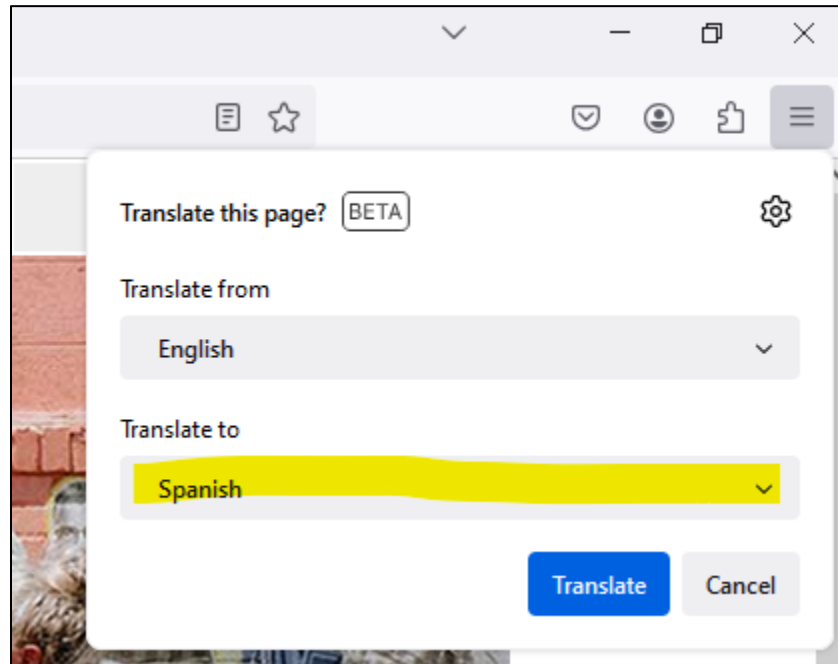 Translate this page? BETA
Translate from
English
Translate to
Spanish
Translate Cancel